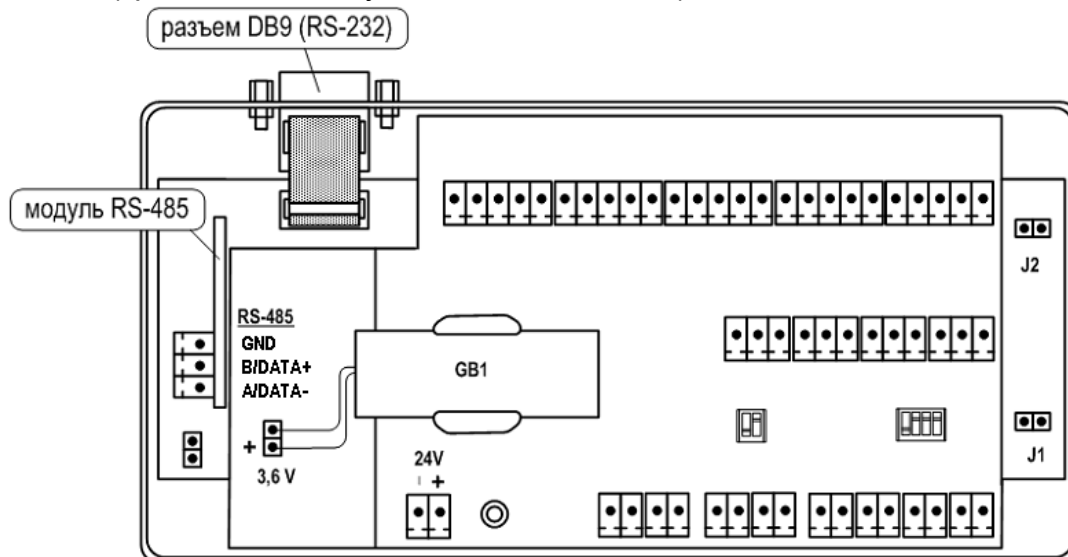 разъем DB9 (RS-232)
модуль RS-485
J2
RS-485
GND
B/DATA+
A/DATA-
GB1
+
3,6 V
24V
- +
J1